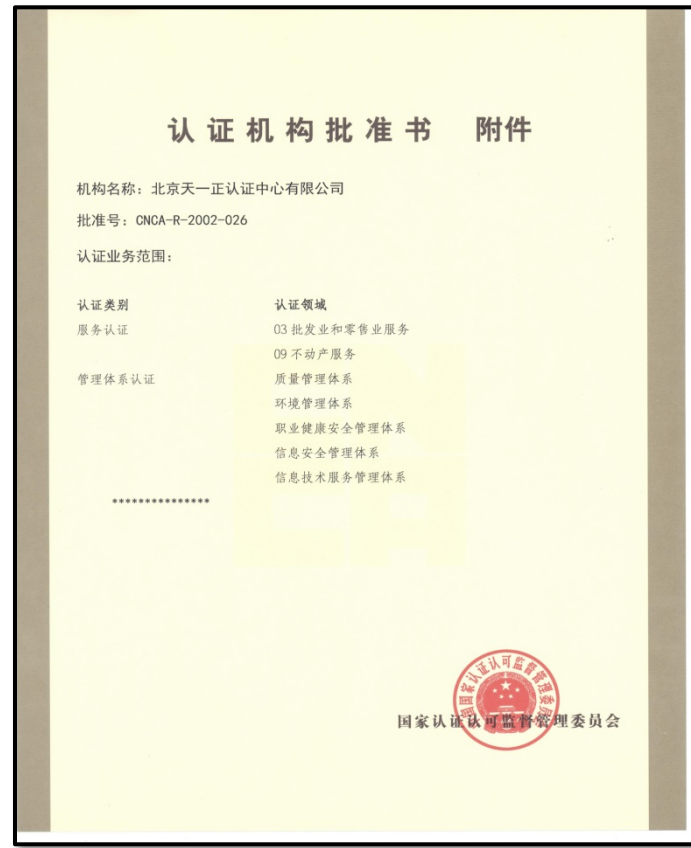 认证机构批准书 附件
机构名称：北京天一正认证中心有限公司
批准号：CNCA-R-2002-026
认证业务范围：
认证类别 认证领域
服务认证 03 批发业和零售业服务
09 不动产服务
管理体系认证 质量管理体系
环境管理体系
职业健康安全管理体系
信息安全管理体系
信息技术服务管理体系
***************
国家认证认可监督管理委员会